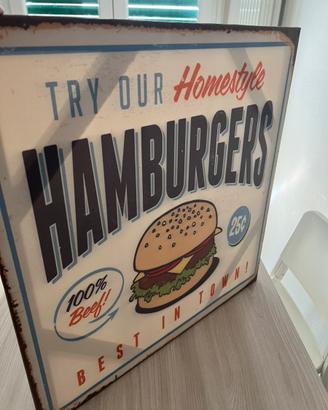 TRY OUR Homestyle
HAMBURGERS
25¢
100%
Beef!
BEST IN TOWN!